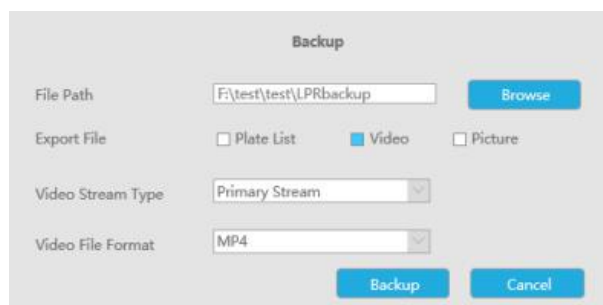 Backup
File Path F:\test\test\LPRbackup Browse
Export File Plate List Video Picture
Video Stream Type Primary Stream
Video File Format MP4
Backup Cancel